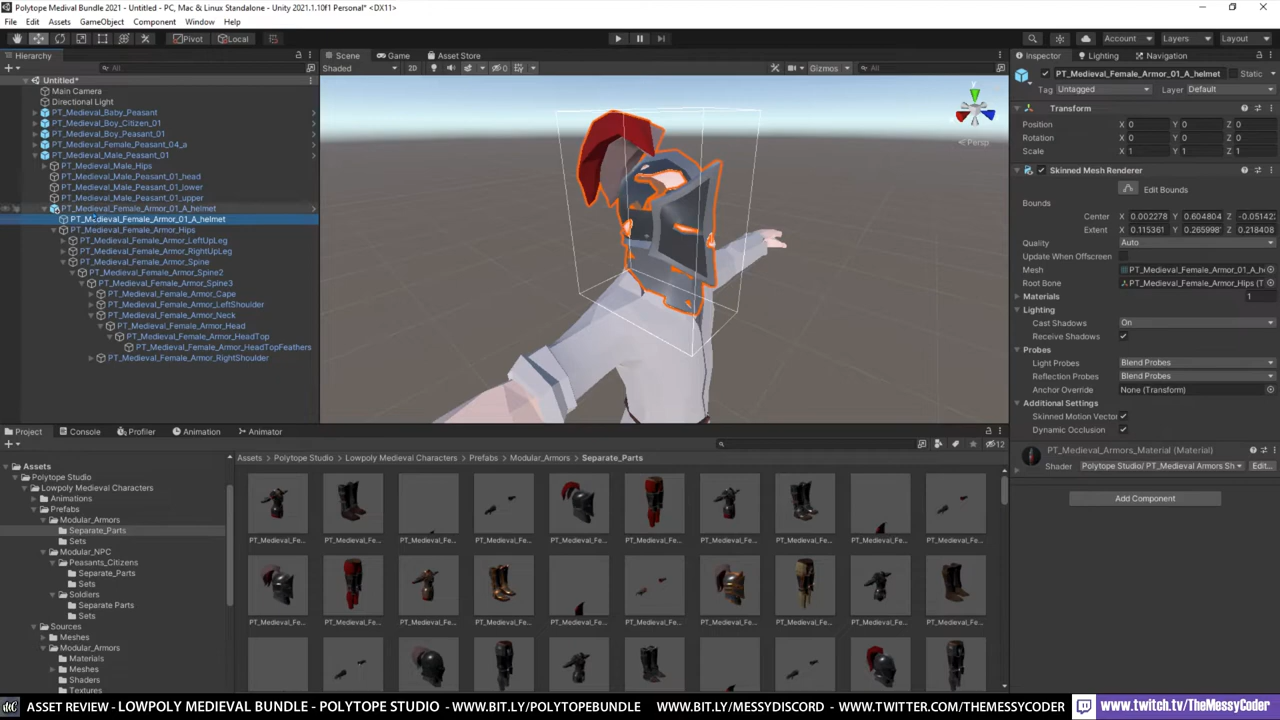 Polytope Medival Bundle 2021 - Untitled - PC, Mac & Linux Standalone - Unity 2021.1.10f1 Personal* <DX11>
File Edit Assets GameObject Component Window Help
Pivot Local Account Layers Layout
Hierarchy
All
Untitled*
Main Camera
Directional Light
PT_Medieval_Baby_Peasant
PT_Medieval_Boy_Citizen_01
PT_Medieval_Boy_Peasant_01
PT_Medieval_Female_Peasant_04_a
PT_Medieval_Male_Peasant_01
PT_Medieval_Male_Hips
PT_Medieval_Male_Peasant_01_head
PT_Medieval_Male_Peasant_01_lower
PT_Medieval_Male_Peasant_01_upper
PT_Medieval_Female_Armor_01_A_helmet
PT_Medieval_Female_Armor_01_A_helmet
PT_Medieval_Female_Armor_Hips
PT_Medieval_Female_Armor_LeftUpLeg
PT_Medieval_Female_Armor_RightUpLeg
PT_Medieval_Female_Armor_Spine
PT_Medieval_Female_Armor_Spine2
PT_Medieval_Female_Armor_Spine3
PT_Medieval_Female_Armor_Cape
PT_Medieval_Female_Armor_LeftShoulder
PT_Medieval_Female_Armor_Neck
PT_Medieval_Female_Armor_Head
PT_Medieval_Female_Armor_HeadTop
PT_Medieval_Female_Armor_HeadTopFeathers
PT_Medieval_Female_Armor_RightShoulder
Scene Game Asset Store
Shaded 2D 0 Gizmos All
y
Persp
Inspector Lighting Navigation
PT_Medieval_Female_Armor_01_A_helmet Static
Tag Untagged Layer Default
Transform
Position X 0 Y 0 Z 0
Rotation X 0 Y 0 Z 0
Scale X 1 Y 1 Z 1
Skinned Mesh Renderer
Edit Bounds
Bounds
Center X 0.002278 Y 0.604804 Z -0.05142
Extent X 0.115361 Y 0.26599 Z 0.218408
Quality Auto
Update When Offscreen
Mesh PT_Medieval_Female_Armor_01_A_he
Root Bone PT_Medieval_Female_Armor_Hips (T
Materials 1
Lighting
Cast Shadows On
Receive Shadows
Probes
Light Probes Blend Probes
Reflection Probes Blend Probes
Anchor Override None (Transform)
Additional Settings
Skinned Motion Vector
Dynamic Occlusion
PT_Medieval_Armors_Material (Material)
Shader Polytope Studio/ PT_Medieval Armors Sh Edit...
Add Component
Project Console Profiler Animation Animator
12
Assets
Polytope Studio
Lowpoly Medieval Characters
Animations
Prefabs
Modular_Armors
Separate_Parts
Sets
Modular_NPC
Peasants_Citizens
Separate_Parts
Sets
Soldiers
Separate Parts
Sets
Sources
Meshes
Modular_Armors
Materials
Meshes
Shaders
Textures
Assets Polytope Studio Lowpoly Medieval Characters Prefabs Modular_Armors Separate_Parts
PT_Medieval_Fe... PT_Medieval_Fe... PT_Medieval_Fe... PT_Medieval_Fe... PT_Medieval_Fe... PT_Medieval_Fe... PT_Medieval_Fe... PT_Medieval_Fe... PT_Medieval_Fe... PT_Medieval_Fe...
PT_Medieval_Fe... PT_Medieval_Fe... PT_Medieval_Fe... PT_Medieval_Fe... PT_Medieval_Fe... PT_Medieval_Fe... PT_Medieval_Fe... PT_Medieval_Fe... PT_Medieval_Fe... PT_Medieval_Fe...
ASSET REVIEW - LOWPOLY MEDIEVAL BUNDLE - POLYTOPE STUDIO - WWW.BIT.LY/POLYTOPEBUNDLE WWW.BIT.LY/MESSYDISCORD - WWW.TWITTER.COM/THEMESSYCODER www.twitch.tv/TheMessyCoder